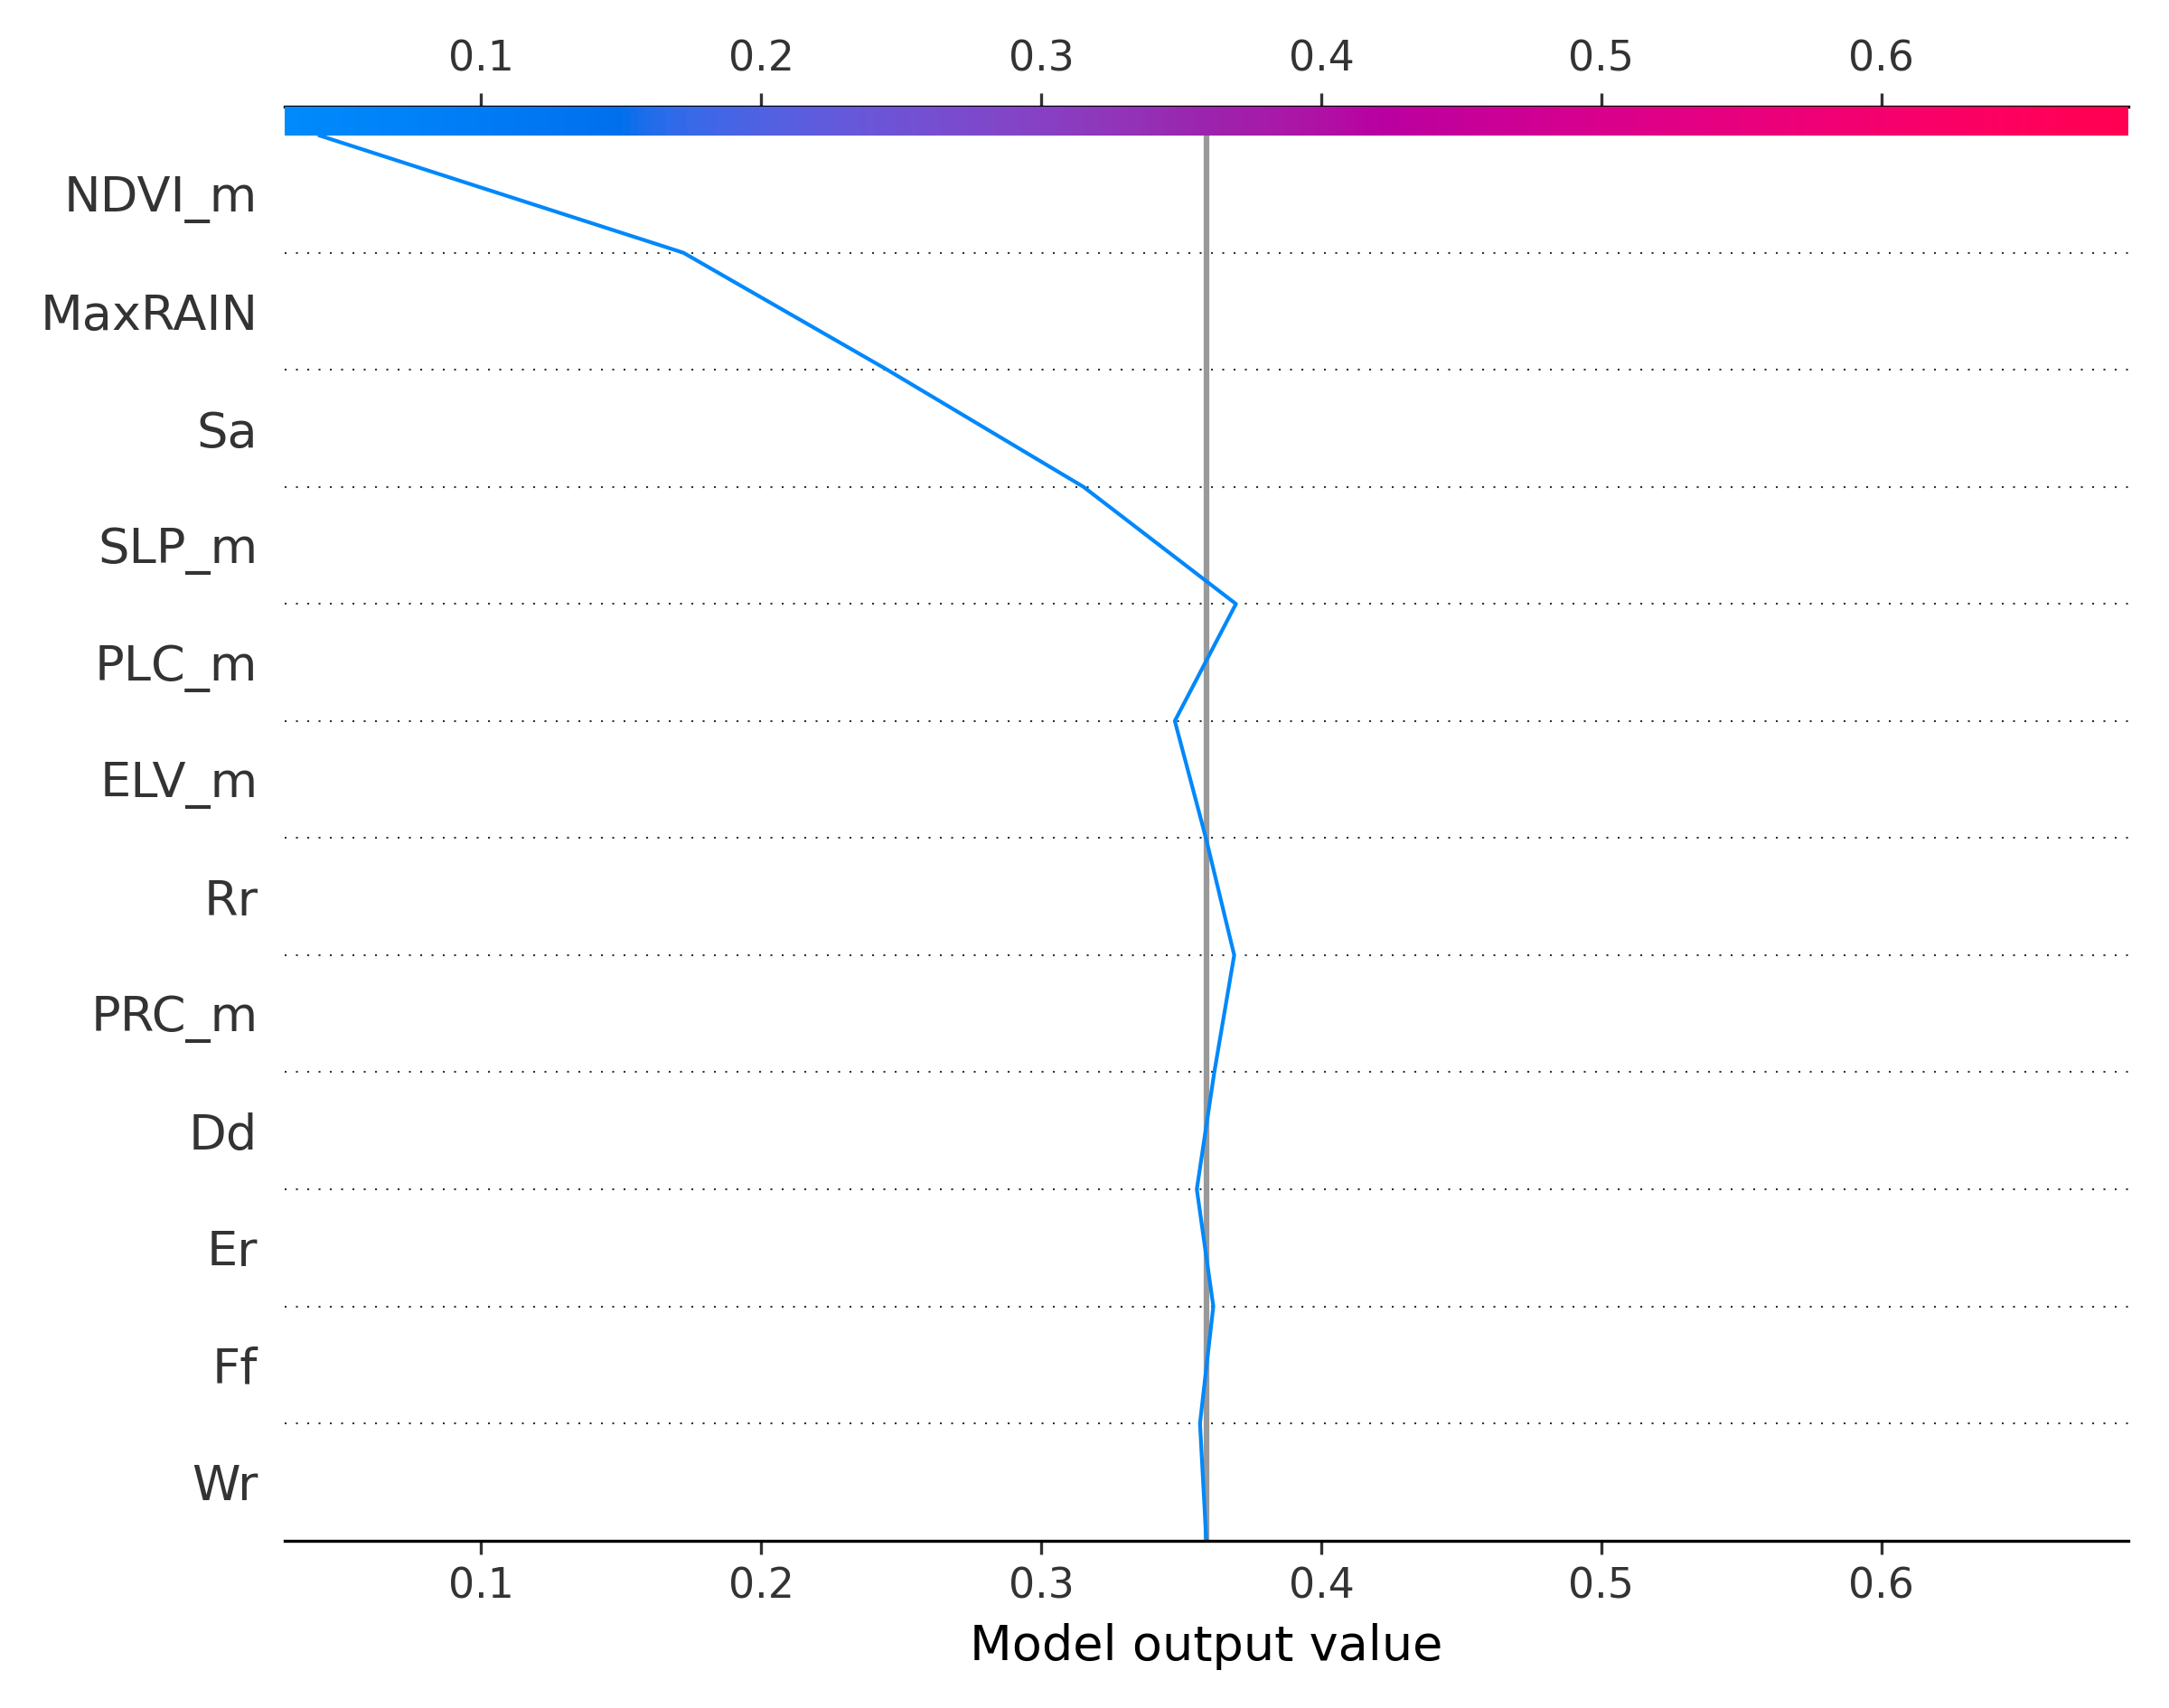 0.1 0.2 0.3 0.4 0.5 0.6
NDVI_m
MaxRAIN
Sa
SLP_m
PLC_m
ELV_m
Rr
PRC_m
Dd
Er
Ff
Wr
0.1 0.2 0.3 0.4 0.5 0.6
Model output value